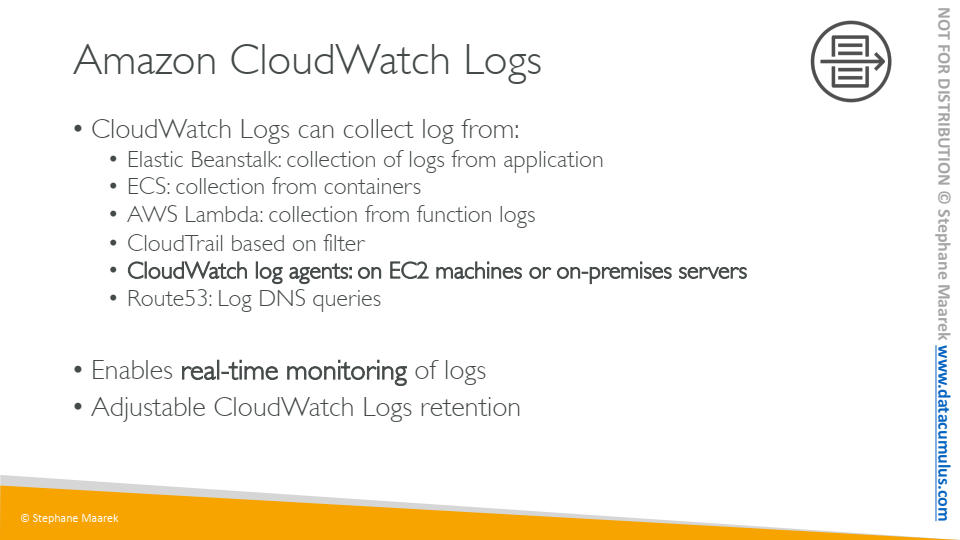 Amazon CloudWatch Logs
• CloudWatch Logs can collect log from:
• Elastic Beanstalk: collection of logs from application
• ECS: collection from containers
• AWS Lambda: collection from function logs
• CloudTrail based on filter
• CloudWatch log agents: on EC2 machines or on-premises servers
• Route53: Log DNS queries
• Enables real-time monitoring of logs
• Adjustable CloudWatch Logs retention
© Stephane Maarek
NOT FOR DISTRIBUTION © Stephane Maarek www.datacumulus.com